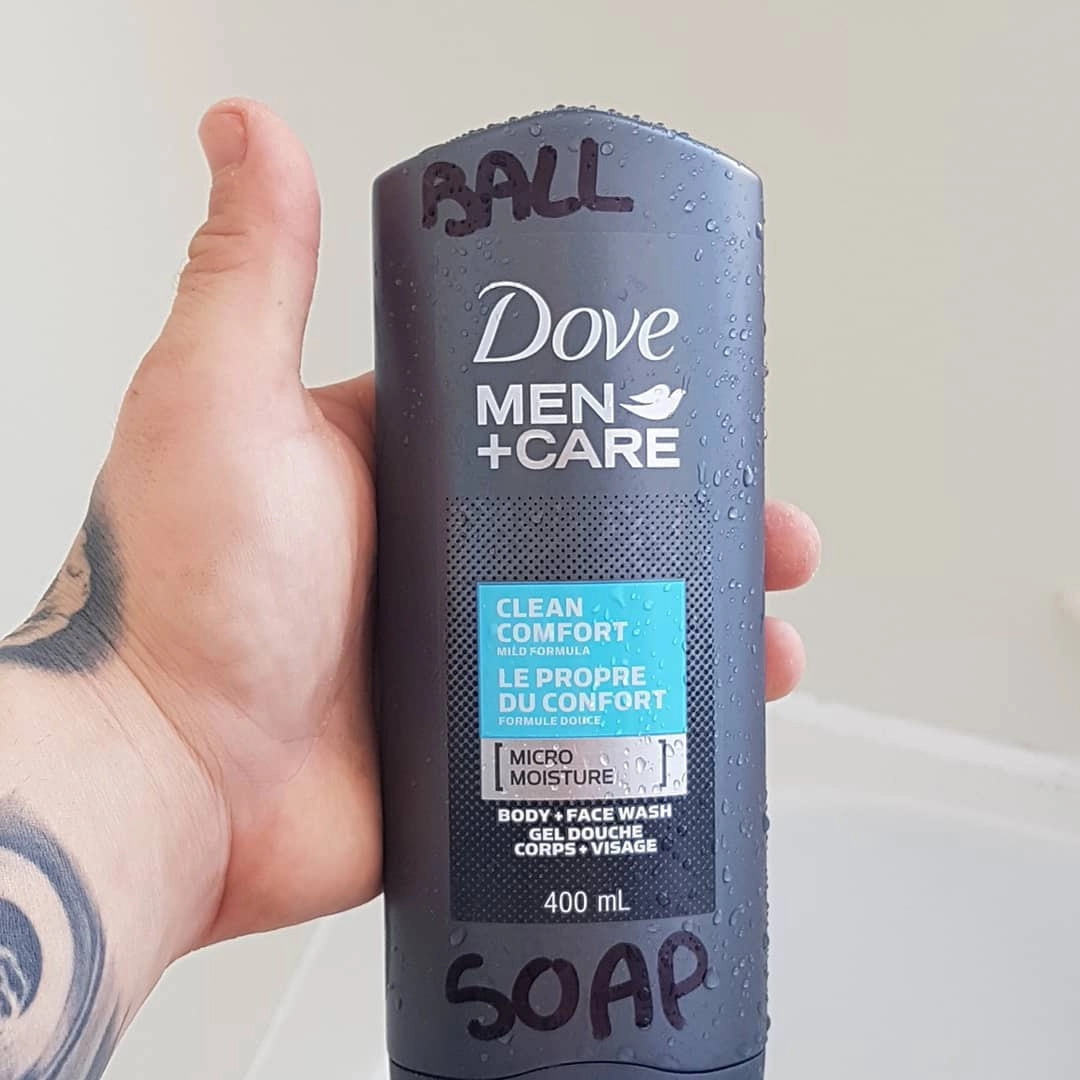 BALL
Dove
MEN
+CARE
CLEAN
COMFORT
MILD FORMULA
LE PROPRE
DU CONFORT
FORMULE DOUCE
[MICRO
MOISTURE]
BODY + FACE WASH
GEL DOUCHE
CORPS + VISAGE
400 mL
SOAP